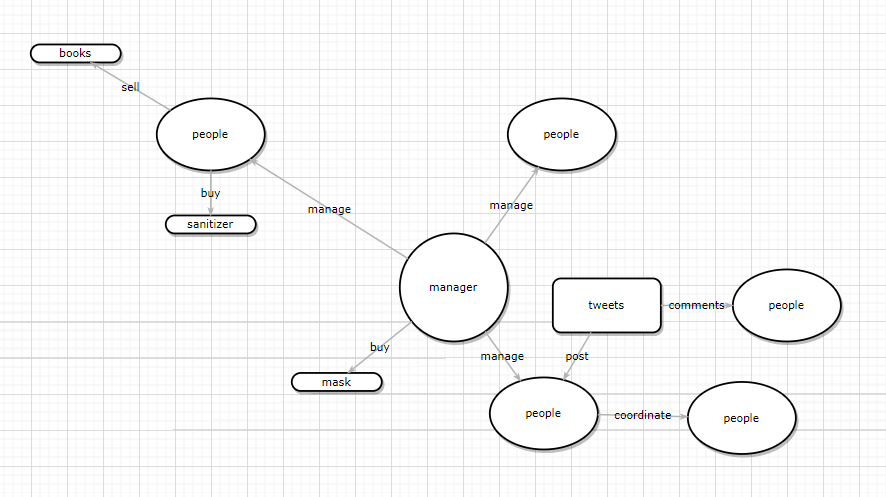 books
sell
people
people
buy
manage
manage
sanitizer
manager
tweets
comments
people
buy
manage
post
mask
people
coordinate
people